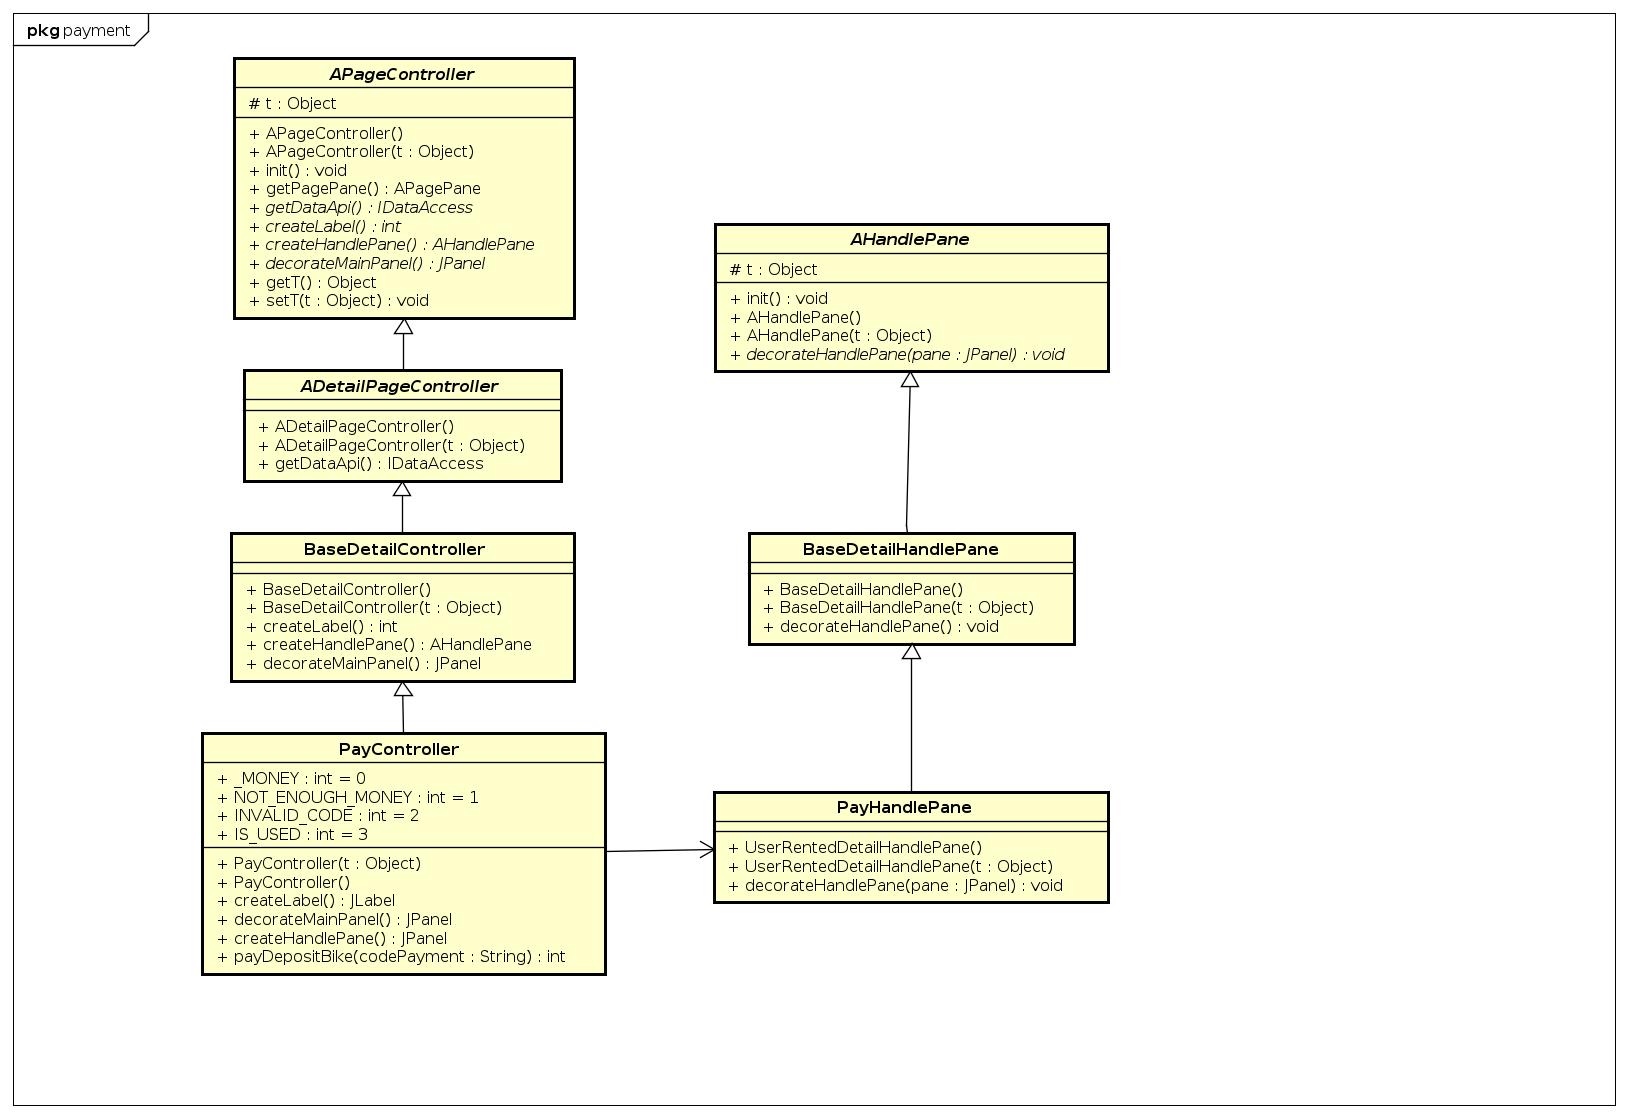 pkg payment
APageController
# t : Object
+ APageController()
+ APageController(t : Object)
+ init() : void
+ getPagePane() : APagePane
+ getDataApi() : IDataAccess
+ createLabel() : int
+ createHandlePane() : AHandlePane
+ decorateMainPanel() : JPanel
+ getT() : Object
+ setT(t : Object) : void
ADetailPageController
+ ADetailPageController()
+ ADetailPageController(t : Object)
+ getDataApi() : IDataAccess
BaseDetailController
+ BaseDetailController()
+ BaseDetailController(t : Object)
+ createLabel() : int
+ createHandlePane() : AHandlePane
+ decorateMainPanel() : JPanel
PayController
+ _MONEY : int = 0
+ NOT_ENOUGH_MONEY : int = 1
+ INVALID_CODE : int = 2
+ IS_USED : int = 3
+ PayController(t : Object)
+ PayController()
+ createLabel() : JLabel
+ decorateMainPanel() : JPanel
+ createHandlePane() : JPanel
+ payDepositBike(codePayment : String) : int
AHandlePane
# t : Object
+ init() : void
+ AHandlePane()
+ AHandlePane(t : Object)
+ decorateHandlePane(pane : JPanel) : void
BaseDetailHandlePane
+ BaseDetailHandlePane()
+ BaseDetailHandlePane(t : Object)
+ decorateHandlePane() : void
PayHandlePane
+ UserRentedDetailHandlePane()
+ UserRentedDetailHandlePane(t : Object)
+ decorateHandlePane(pane : JPanel) : void